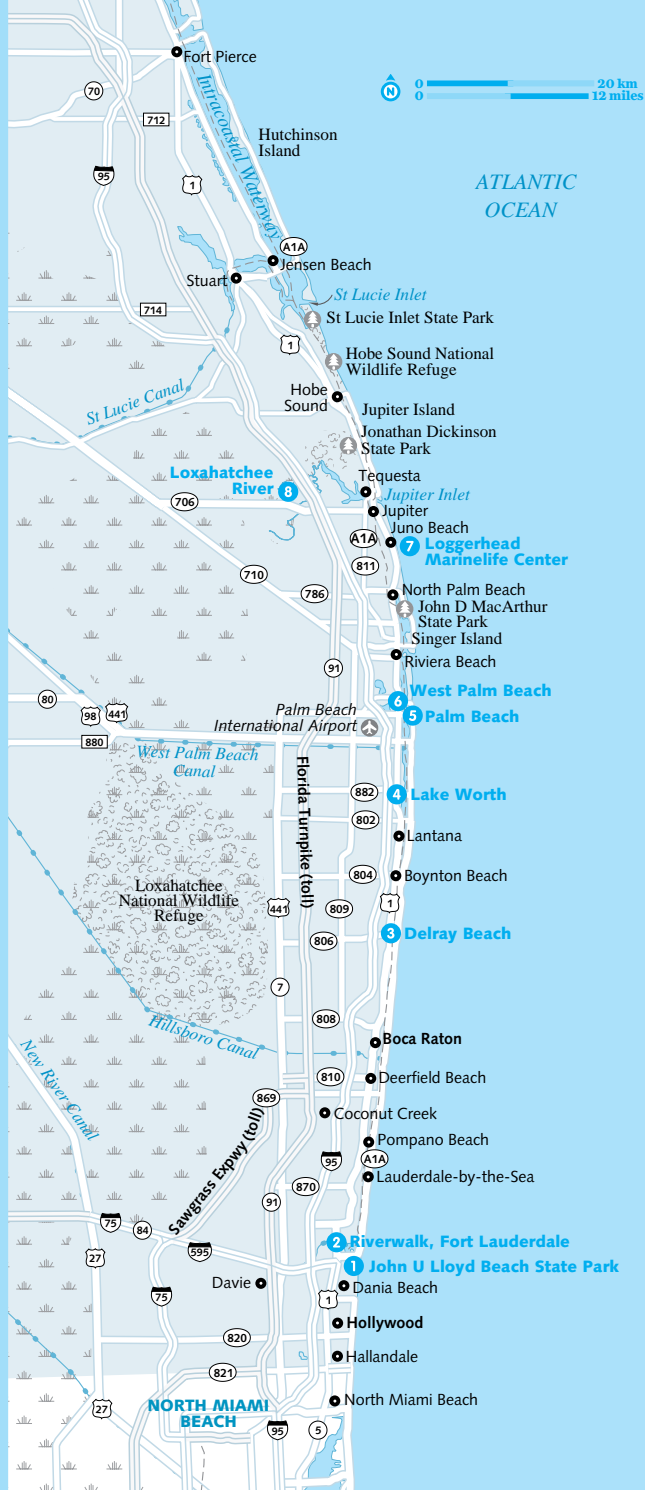 Fort Pierce
0 20 km
0 12 miles
N
70
Intracoastal Waterway
712
Hutchinson
Island
95
1
ATLANTIC
OCEAN
A1A
Jensen Beach
Stuart
St Lucie Inlet
714
St Lucie Inlet State Park
1
Hobe Sound National
Wildlife Refuge
St Lucie Canal
Hobe
Sound
Jupiter Island
Jonathan Dickinson
State Park
Loxahatchee
River
8
Tequesta
Jupiter Inlet
706
Jupiter
Juno Beach
A1A
7
Loggerhead
Marinelife Center
811
710
786
North Palm Beach
John D MacArthur
State Park
Singer Island
Riviera Beach
91
80
98
441
6
West Palm Beach
5
Palm Beach
Palm Beach
International Airport
880
West Palm Beach
Canal
Florida Turnpike (toll)
882
4
Lake Worth
802
Lantana
804
Boynton Beach
Loxahatchee
National Wildlife
Refuge
441
809
1
3
Delray Beach
806
7
808
Hillsboro Canal
Boca Raton
New River Canal
810
Deerfield Beach
869
Coconut Creek
Sawgrass Expwy (toll)
Pompano Beach
95
A1A
870
Lauderdale-by-the-Sea
91
75
84
595
27
2
Riverwalk, Fort Lauderdale
1
John U Lloyd Beach State Park
Davie
Dania Beach
75
1
Hollywood
820
Hallandale
821
27
NORTH MIAMI
BEACH
North Miami Beach
95
5